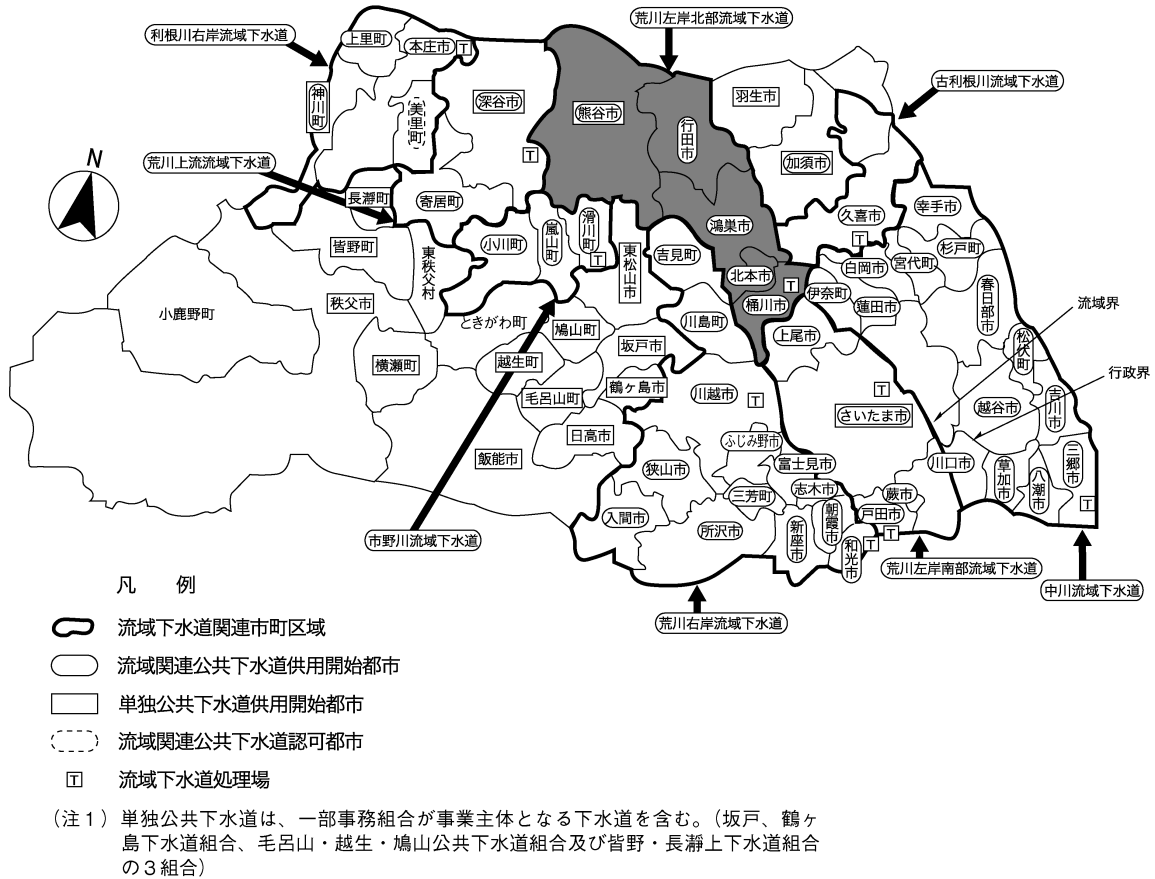 荒川左岸北部流域下水道
利根川右岸流域下水道
古利根川流域下水道
荒川上流流域下水道
N
上里町
本庄市
T
神川町
美里町
深谷市
T
熊谷市
行田市
羽生市
加須市
長瀞町
寄居町
皆野町
東秩父村
小川町
嵐山町
滑川町
T
東松山市
吉見町
鴻巣市
北本市
桶川市
T
久喜市
T
幸手市
杉戸町
宮代町
白岡市
伊奈町
蓮田市
春日部市
小鹿野町
秩父市
横瀬町
ときがわ町
鳩山町
越生町
毛呂山町
坂戸市
鶴ヶ島市
日高市
飯能市
川島町
上尾市
川越市
T
さいたま市
T
松伏町
越谷市
吉川市
流域界
行政界
ふじみ野市
富士見市
狭山市
三芳町
志木市
入間市
所沢市
新座市
朝霞市
和光市
T
T
蕨市
戸田市
川口市
草加市
八潮市
三郷市
T
市野川流域下水道
荒川右岸流域下水道
荒川左岸南部流域下水道
中川流域下水道
凡　例
流域下水道関連市町区域
流域関連公共下水道供用開始都市
単独公共下水道供用開始都市
流域関連公共下水道認可都市
T 流域下水道処理場
（注１）単独公共下水道は、一部事務組合が事業主体となる下水道を含む。（坂戸、鶴ヶ
島下水道組合、毛呂山・越生・鳩山公共下水道組合及び皆野・長瀞上下水道組合
の３組合）